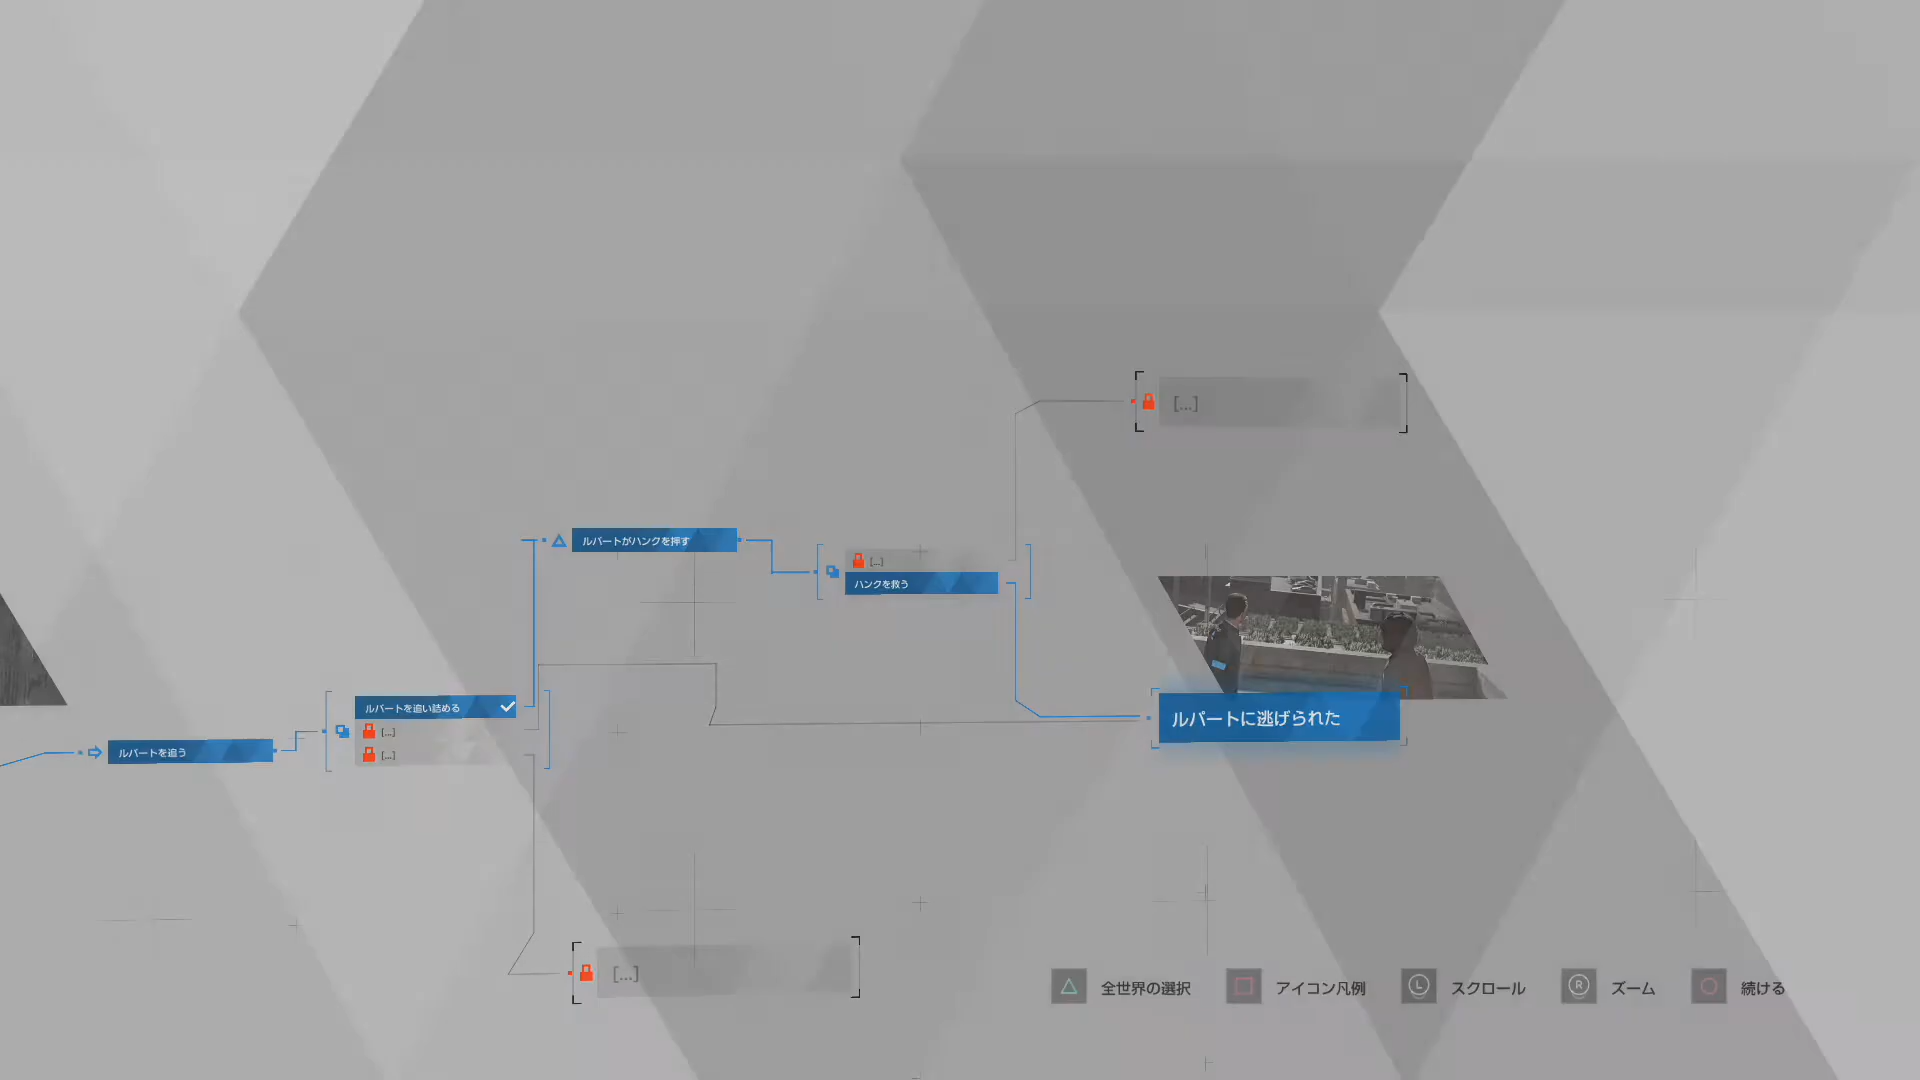 [...]
ルパートがハンクを押す
[...]
ハンクを救う
ルパートを追い詰める
[...]
[...]
ルパートを追う
ルパートに逃げられた
[...]
全世界の選択
アイコン凡例
L
スクロール
R
ズーム
続ける